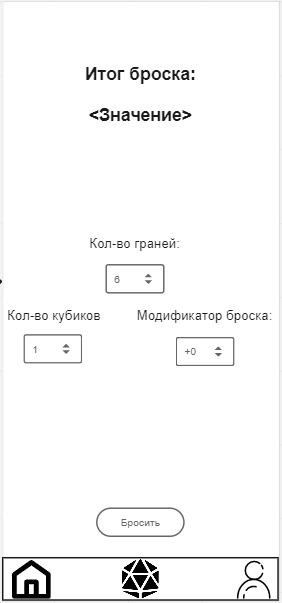 Итог броска:
<Значение>
Кол-во граней:
6
Кол-во кубиков
Модификатор броска:
1
+0
Бросить